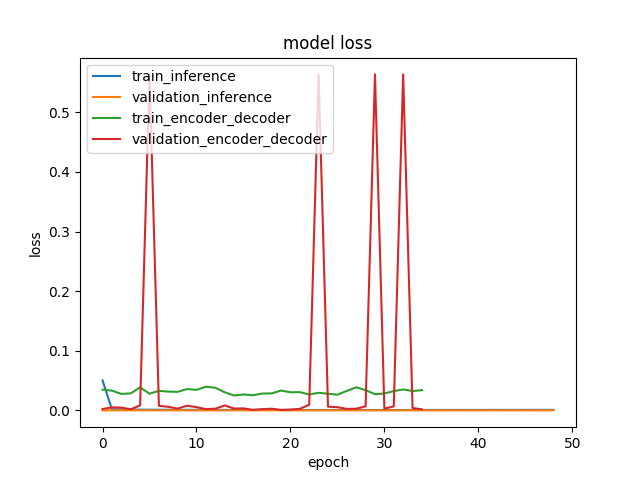 model loss
train_inference
validation_inference
train_encoder_decoder
validation_encoder_decoder
0.5
0.4
0.3
0.2
0.1
0.0
loss
0 10 20 30 40 50
epoch